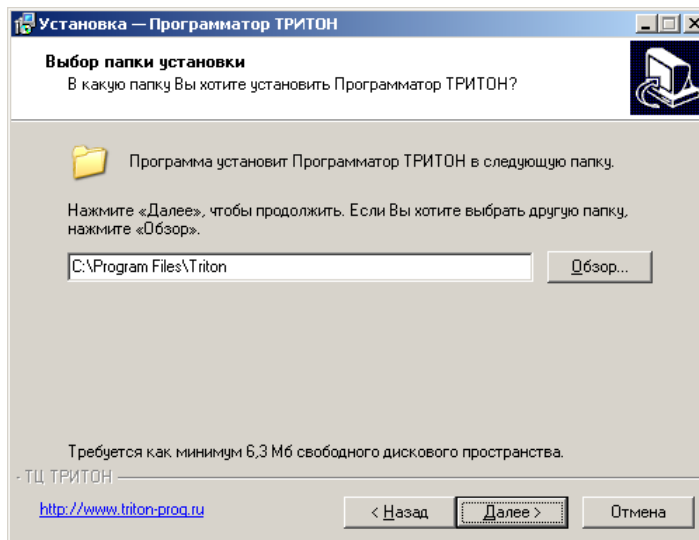 Установка — Программатор ТРИТОН
Выбор папки установки
В какую папку Вы хотите установить Программатор ТРИТОН?
Программа установит Программатор ТРИТОН в следующую папку.
Нажмите «Далее», чтобы продолжить. Если Вы хотите выбрать другую папку,
нажмите «Обзор».
C:\Program Files\Triton
Обзор...
Требуется как минимум 6,3 Мб свободного дискового пространства.
ТЦ ТРИТОН
http://www.triton-prog.ru
< Назад
Далее >
Отмена